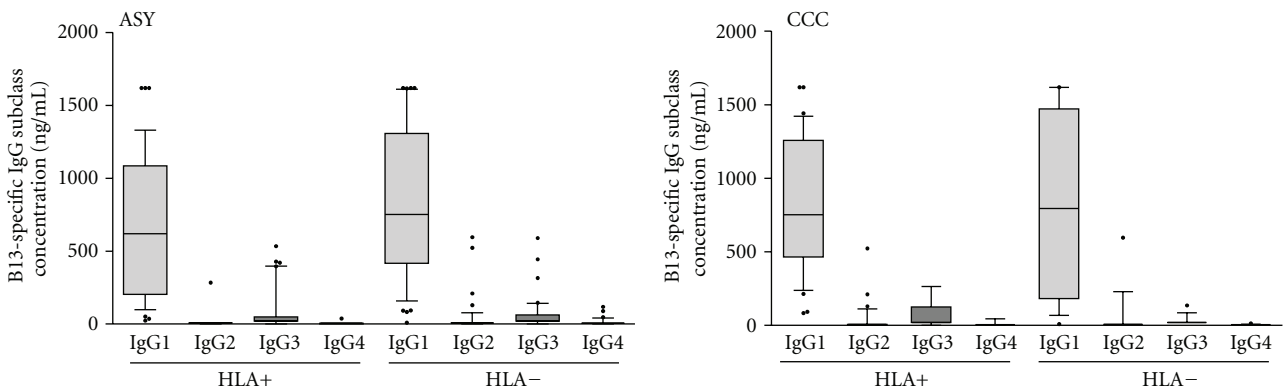 ASY
B13-specific IgG subclass
concentration (ng/mL)
2000
1500
1000
500
0
IgG1 IgG2 IgG3 IgG4 IgG1 IgG2 IgG3 IgG4
HLA+ HLA−
CCC
B13-specific IgG subclass
concentration (ng/mL)
2000
1500
1000
500
0
IgG1 IgG2 IgG3 IgG4 IgG1 IgG2 IgG3 IgG4
HLA+ HLA−